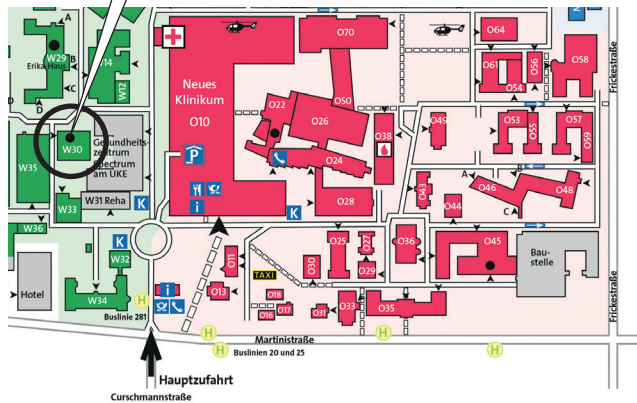 A
W29
Erika-Haus
B
C
D
D
W14
W12
W30
Gesundheits-
zentrum
Spectrum
am UKE
W35
W33
W31 Reha
K
W36
K
W32
Hotel
W34
H
Buslinie 281
Neues
Klinikum
O10
P
i
K
O70
O50
O22
O26
O24
O28
O38
O64
O61
O54
O56
O58
O49
O53
O55
O57
O59
O43
O44
A
B
O46
C
O48
O45
Bau-
stelle
O11
O13
TAXI
O30
O25
O27
O29
O36
O18
O17
O16
O31
O33
O35
i
H
H
H
H
Martinistraße
Buslinien 20 und 25
Frickestraße
Frickestraße
Hauptzufahrt
Curschmannstraße